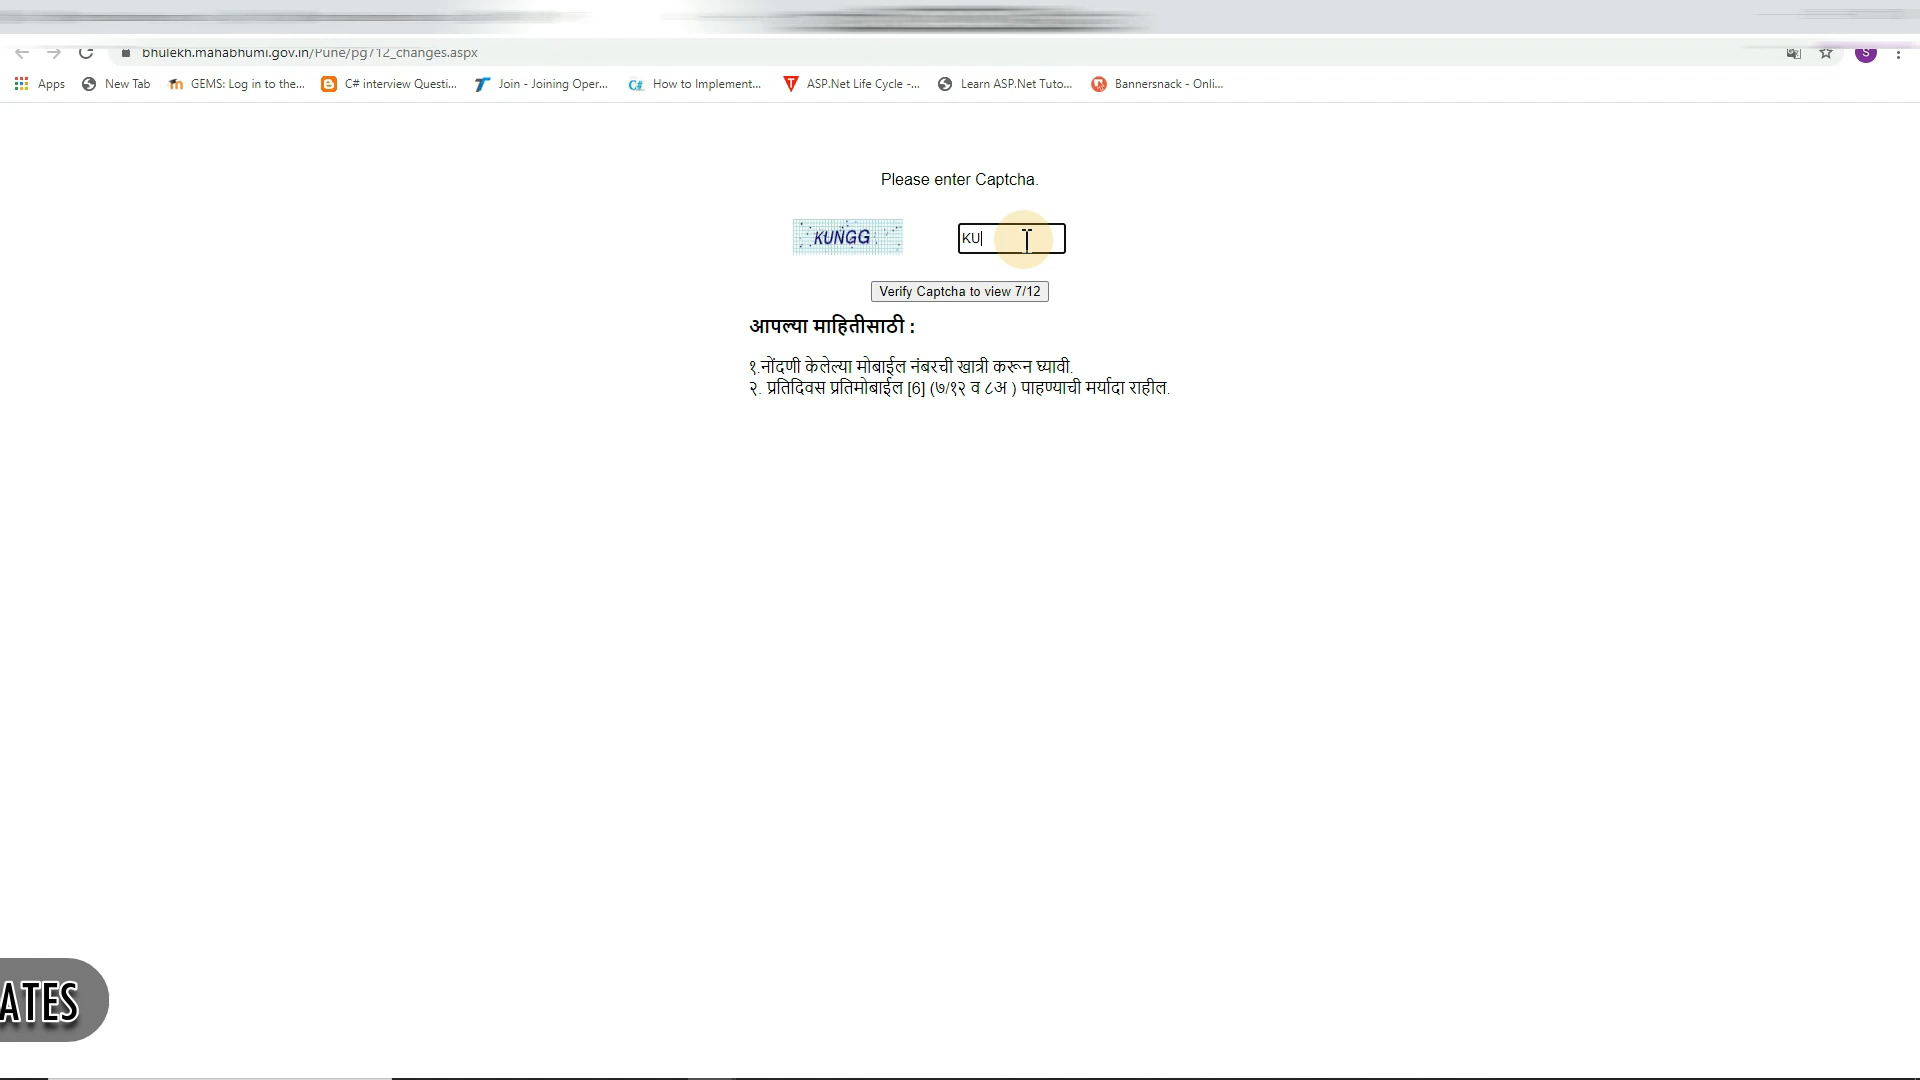 bhulekh.mahabhumi.gov.in/Pune/pg712_changes.aspx
S
Apps New Tab GEMS: Log in to the... C# interview Questi... Join - Joining Oper... C# How to Implement... ASP.Net Life Cycle -... Learn ASP.Net Tuto... Bannersnack - Onli...
Please enter Captcha.
KUNGG KU
Verify Captcha to view 7/12
आपल्या माहितीसाठी :
१.नोंदणी केलेल्या मोबाईल नंबरची खात्री करून घ्यावी.
२. प्रतिदिवस प्रतिमोबाईल [6] (७/१२ व ८अ ) पाहण्याची मर्यादा राहील.
ATES